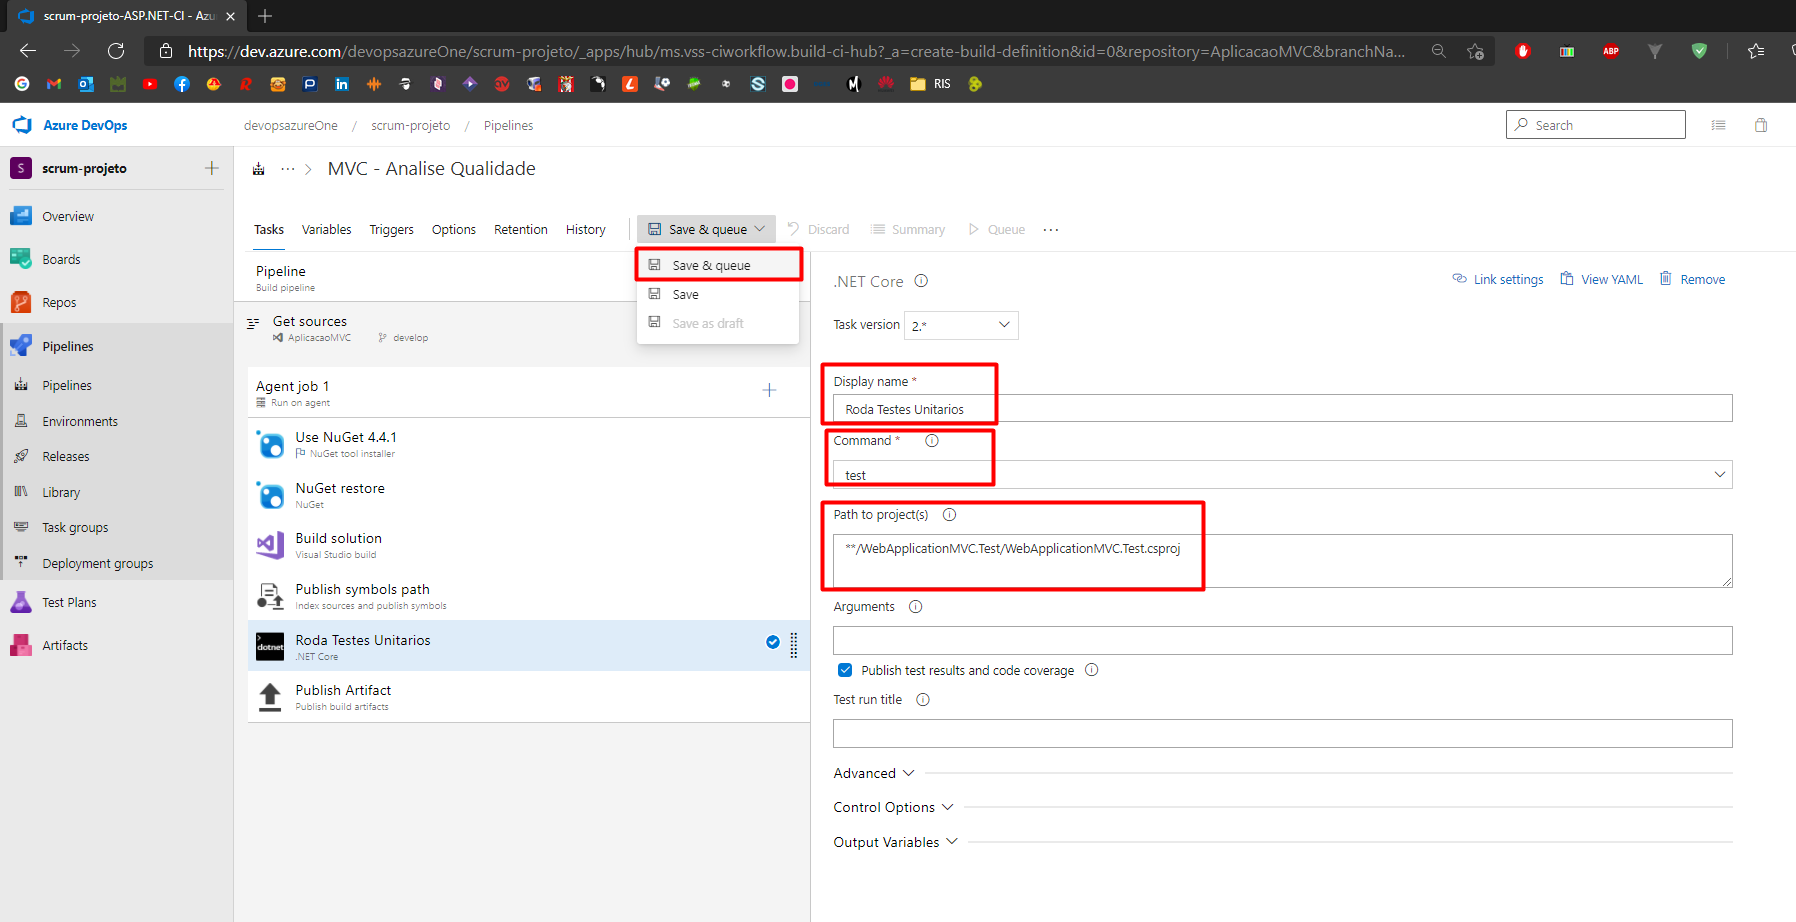 scrum-projeto-ASP.NET-CI - Azu
https://dev.azure.com/devopsazureOne/scrum-projeto/_apps/hub/ms.vss-ciworkflow.build-ci-hub?_a=create-build-definition&id=0&repository=AplicacaoMVC&branchNa...
ABP
RIS
Azure DevOps
devopsazureOne / scrum-projeto / Pipelines
Search
S scrum-projeto
MVC - Analise Qualidade
Overview
Boards
Repos
Pipelines
Pipelines
Environments
Releases
Library
Task groups
Deployment groups
Test Plans
Artifacts
Tasks Variables Triggers Options Retention History
Save & queue Discard Summary Queue ...
Save & queue
Save
Save as draft
Pipeline
Build pipeline
Get sources
AplicacaoMVC develop
Agent job 1
Run on agent
Use NuGet 4.4.1
NuGet tool installer
NuGet restore
NuGet
Build solution
Visual Studio build
Publish symbols path
Index sources and publish symbols
dotnet
Roda Testes Unitarios
.NET Core
Publish Artifact
Publish build artifacts
.NET Core
Link settings View YAML Remove
Task version 2.*
Display name *
Roda Testes Unitarios
Command *
test
Path to project(s)
**/WebApplicationMVC.Test/WebApplicationMVC.Test.csproj
Arguments
Publish test results and code coverage
Test run title
Advanced
Control Options
Output Variables